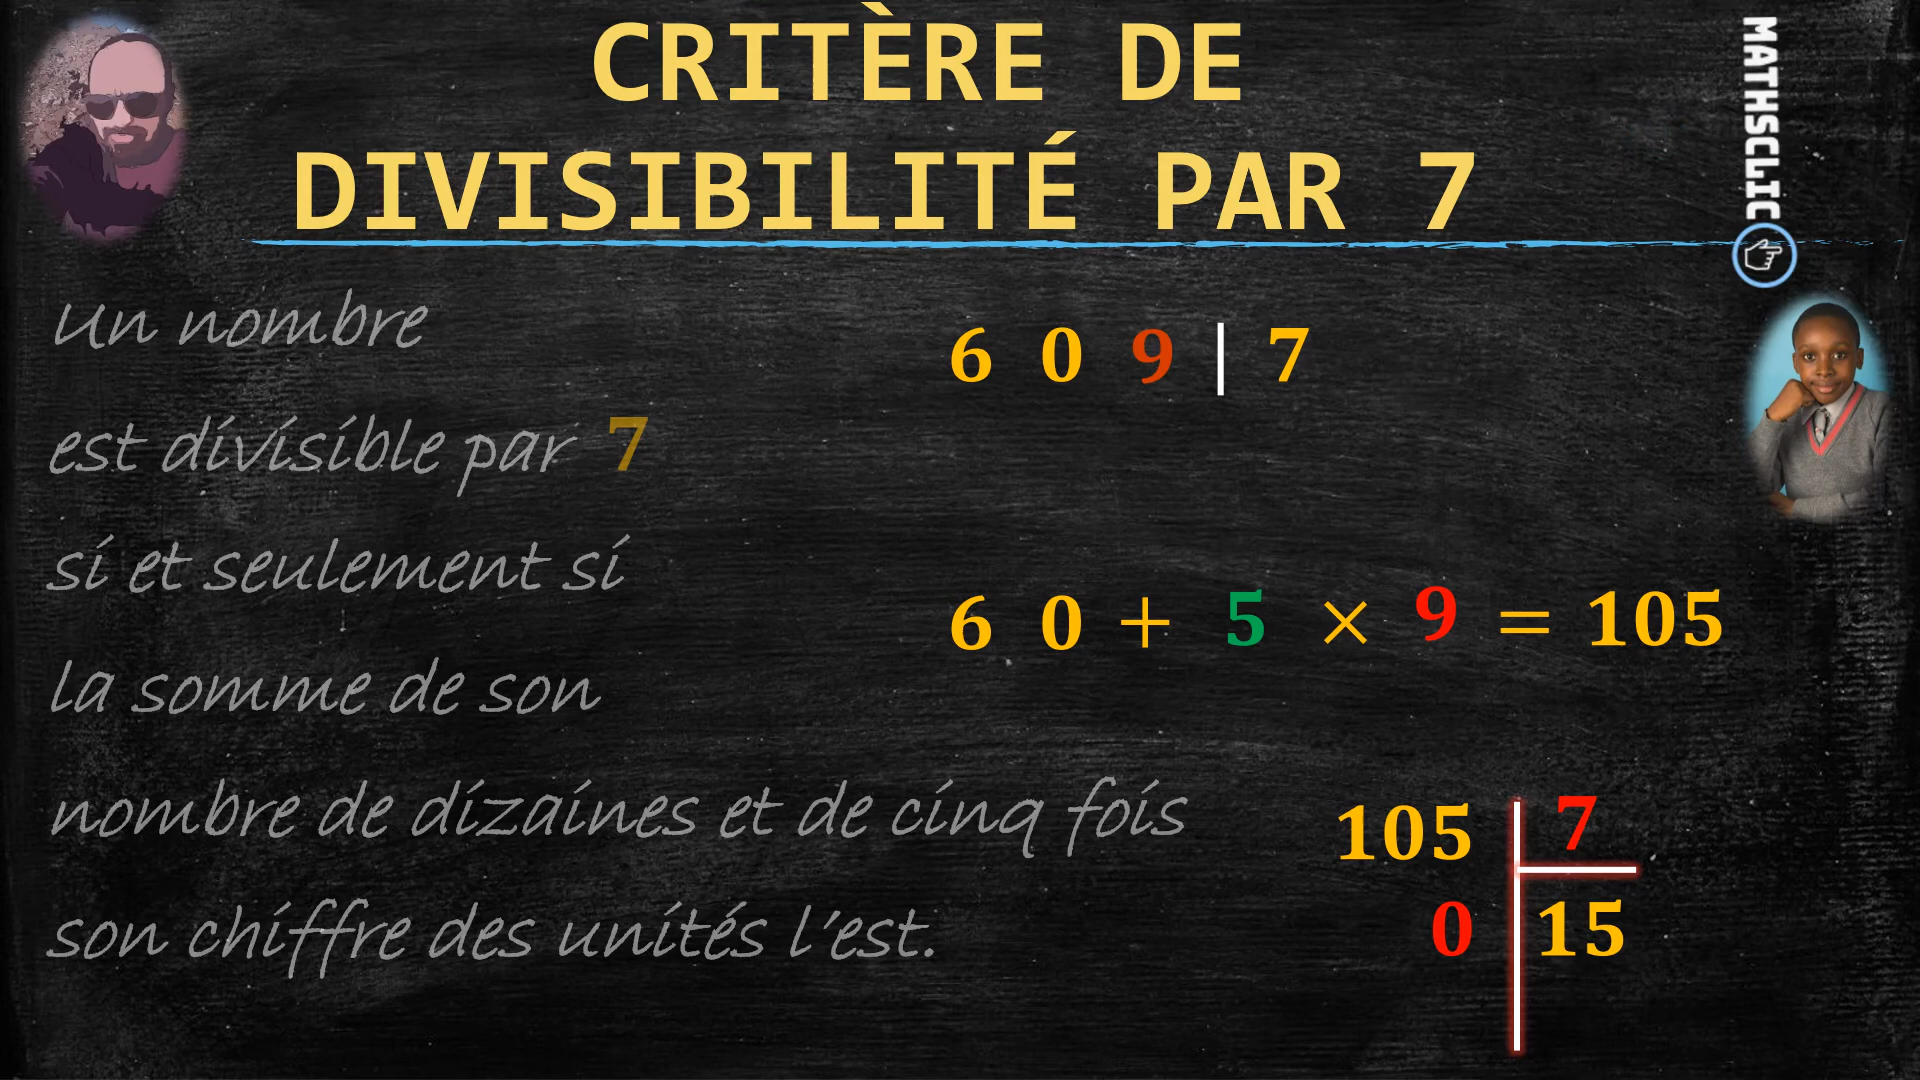 CRITÈRE DE
DIVISIBILITÉ PAR 7
MATHSCLIC
Un nombre
6 0 9 | 7
est divisible par 7
si et seulement si
6 0 + 5 × 9 = 105
la somme de son
nombre de dizaines et de cinq fois
105 7
son chiffre des unités l'est.
0 15